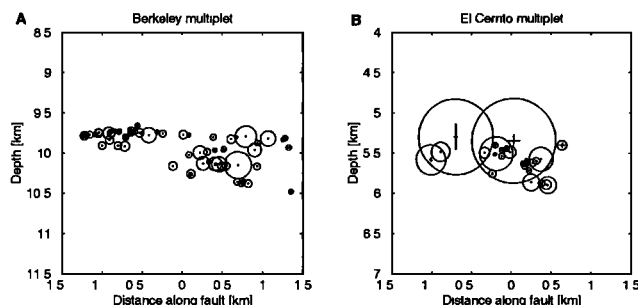 A Berkeley multiplet
8 5
9
9 5
10
10.5
11
11 5
Depth [km]
1 5 1 0 5 0 0 5 1 1 5
Distance along fault [km]
B El Cerrito multiplet
4
4 5
5
5 5
6
6 5
7
Depth [km]
1 5 1 0 5 0 0 5 1 1 5
Distance along fault [km]